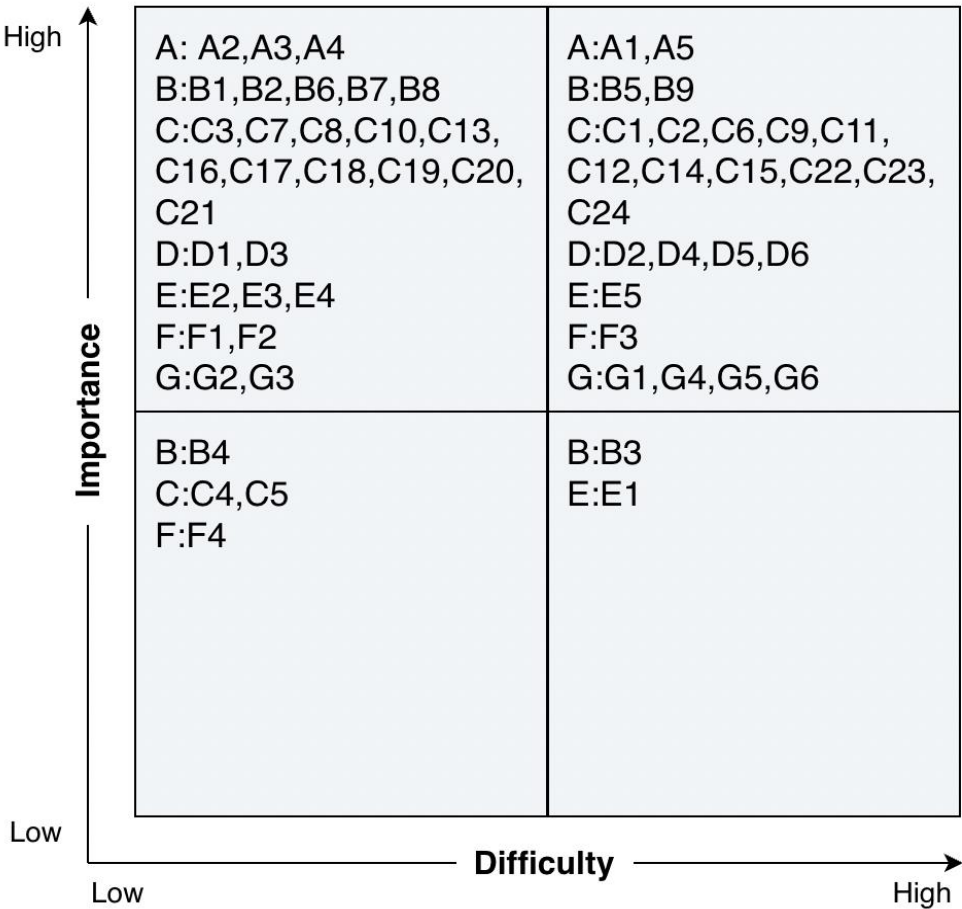 High
A: A2,A3,A4
B:B1,B2,B6,B7,B8
C:C3,C7,C8,C10,C13,
C16,C17,C18,C19,C20,
C21
D:D1,D3
E:E2,E3,E4
F:F1,F2
G:G2,G3
A:A1,A5
B:B5,B9
C:C1,C2,C6,C9,C11,
C12,C14,C15,C22,C23,
C24
D:D2,D4,D5,D6
E:E5
F:F3
G:G1,G4,G5,G6
Importance
B:B4
C:C4,C5
F:F4
B:B3
E:E1
Low
Difficulty
Low
High